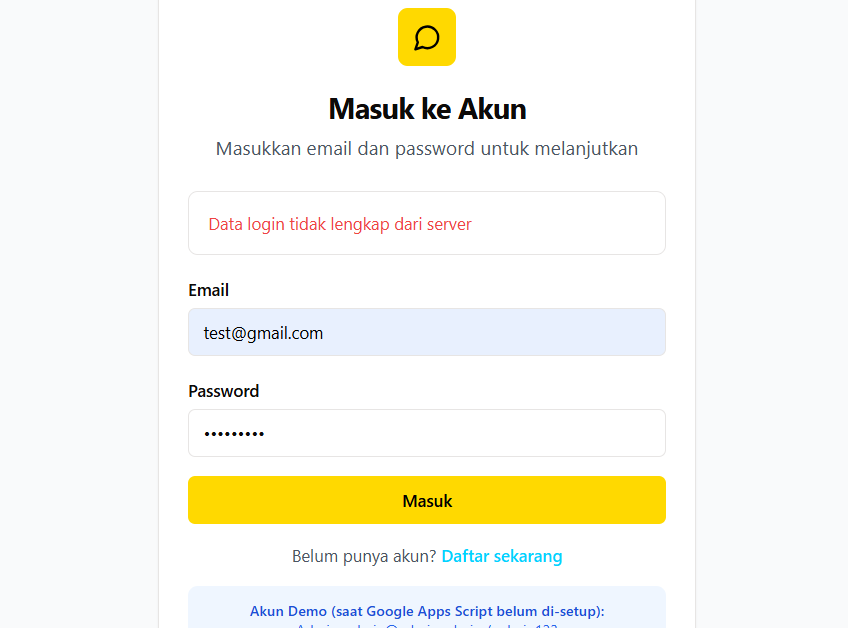 Masuk ke Akun
Masukkan email dan password untuk melanjutkan
Data login tidak lengkap dari server
Email
test@gmail.com
Password
•••••••••
Masuk
Belum punya akun? Daftar sekarang
Akun Demo (saat Google Apps Script belum di-setup):